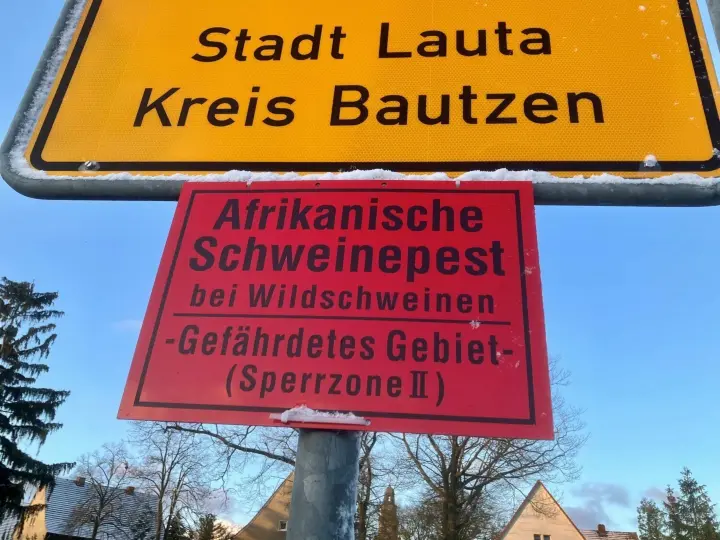 Stadt Lauta
Kreis Bautzen
Afrikanische
Schweinepest
bei Wildschweinen
-Gefährdetes Gebiet-
(Sperrzone II)